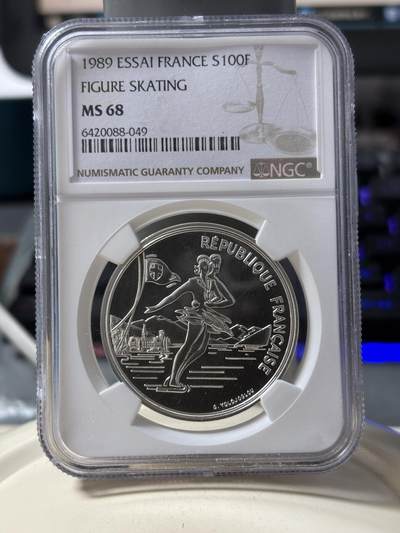 1989 ESSAI FRANCE S100F
FIGURE SKATING
MS 68
6420088-049
NUMISMATIC GUARANTY COMPANY
NGC
RÉPUBLIQUE FRANÇAISE